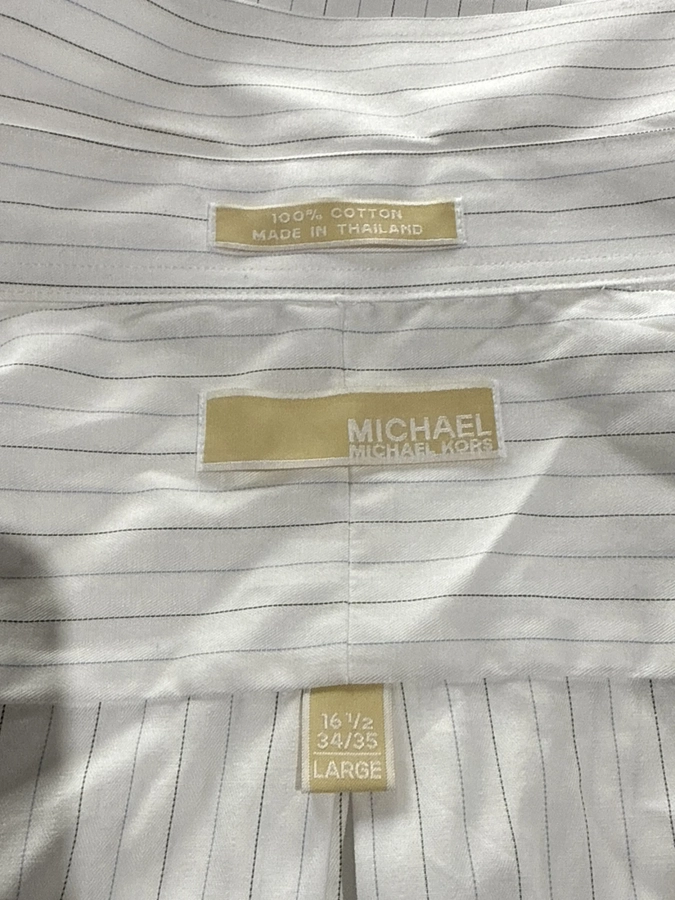 100% COTTON
MADE IN THAILAND
MICHAEL
MICHAEL KORS
16 1/2
34/35
LARGE